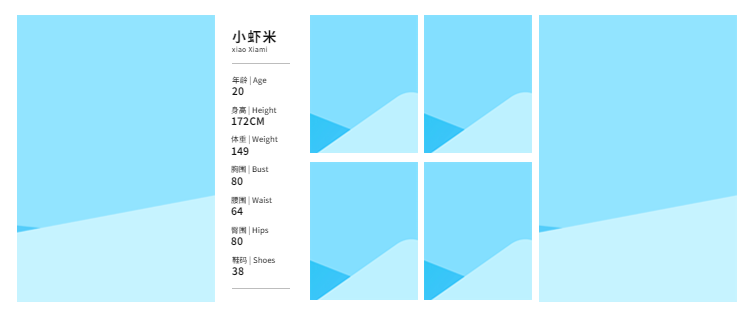 小虾米
xiao Xiami
年龄 | Age
20
身高 | Height
172CM
体重 | Weight
149
胸围 | Bust
80
腰围 | Waist
64
臀围 | Hips
80
鞋码 | Shoes
38